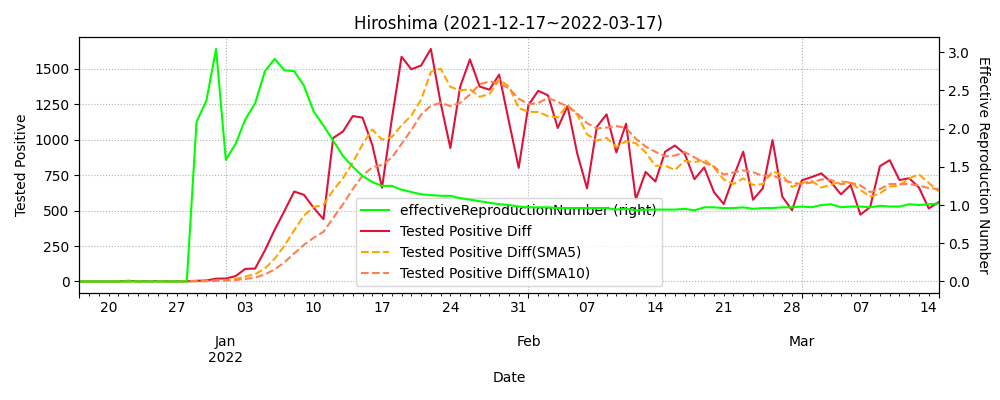 Hiroshima (2021-12-17~2022-03-17)
Tested Positive
1500
1250
1000
750
500
250
0
3.0
2.5
2.0
1.5
1.0
0.5
0.0
Effective Reproduction Number
effectiveReproductionNumber (right)
Tested Positive Diff
Tested Positive Diff(SMA5)
Tested Positive Diff(SMA10)
20 27 03 10 17 24 31 07 14 21 28 07 14
Jan Feb Mar
2022
Date